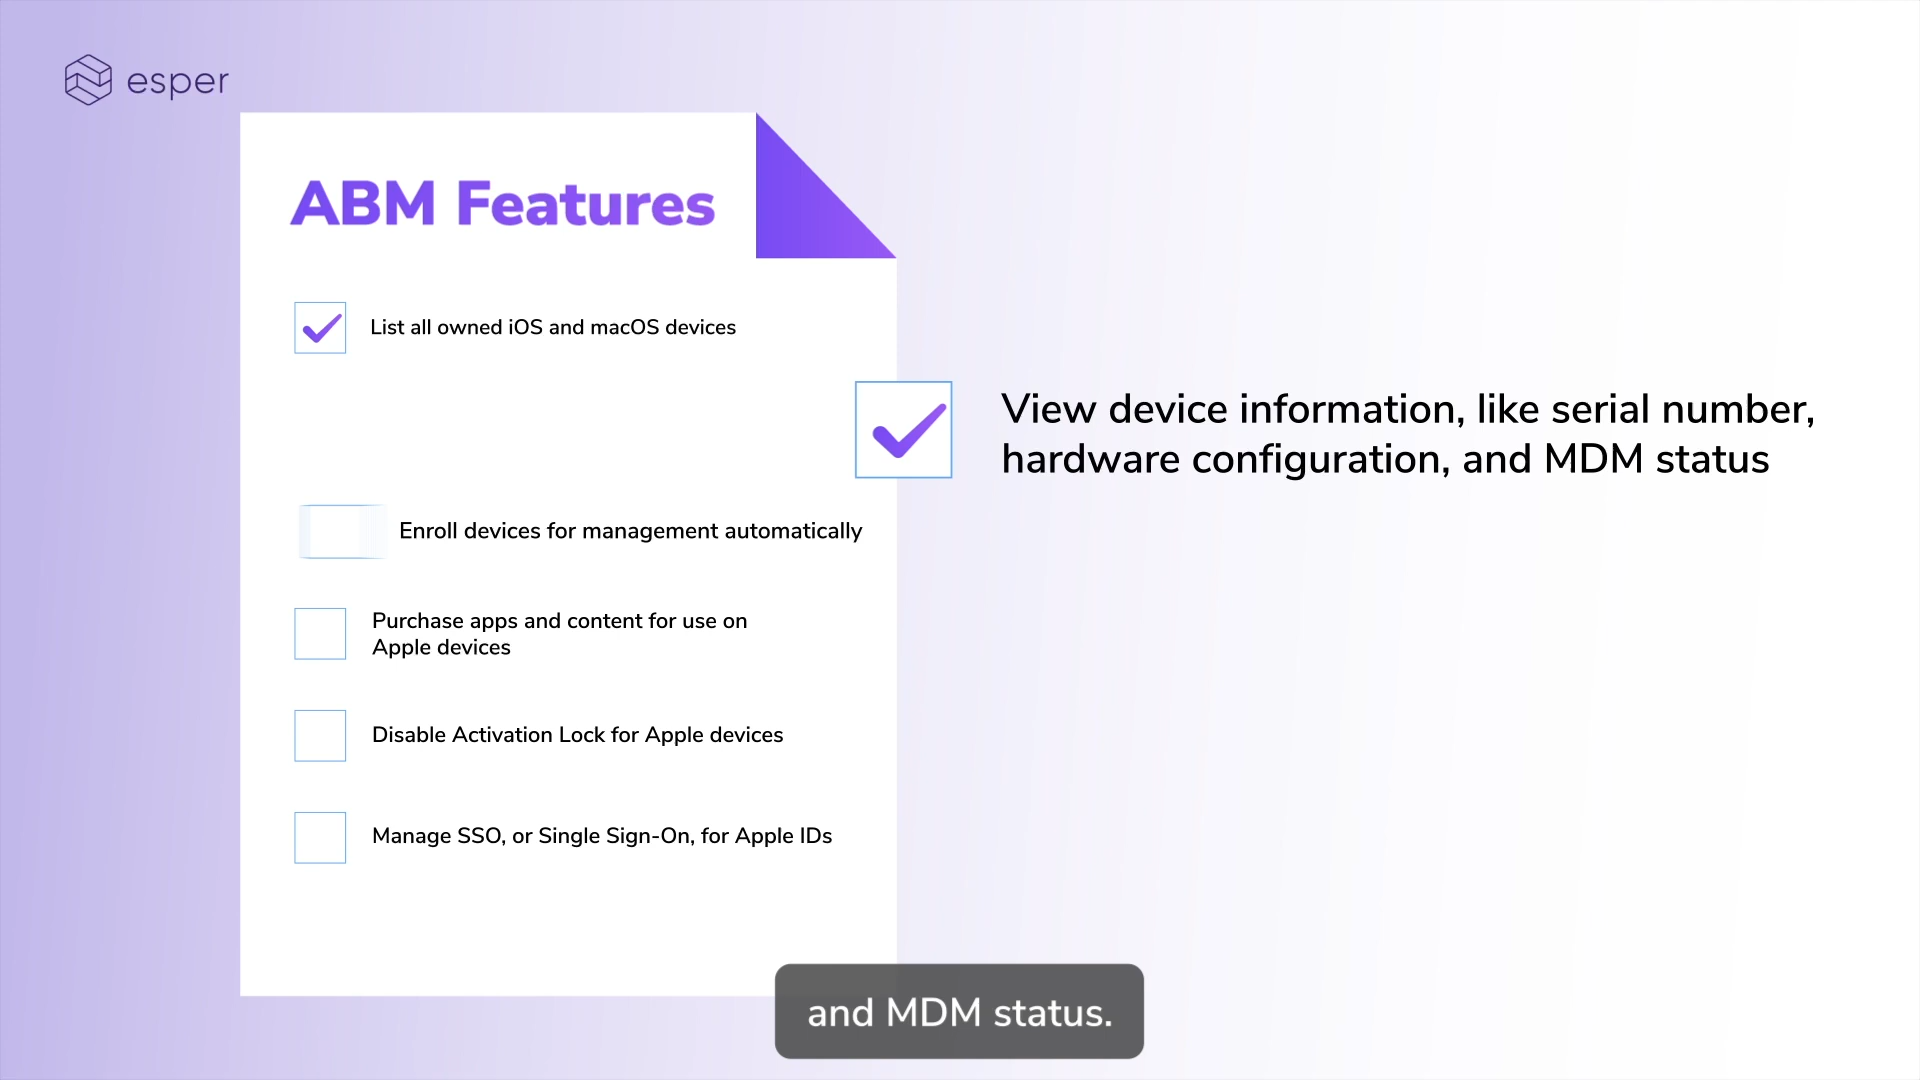 esper
ABM Features
List all owned iOS and macOS devices
View device information, like serial number,
hardware configuration, and MDM status
Enroll devices for management automatically
Purchase apps and content for use on
Apple devices
Disable Activation Lock for Apple devices
Manage SSO, or Single Sign-On, for Apple IDs
and MDM status.